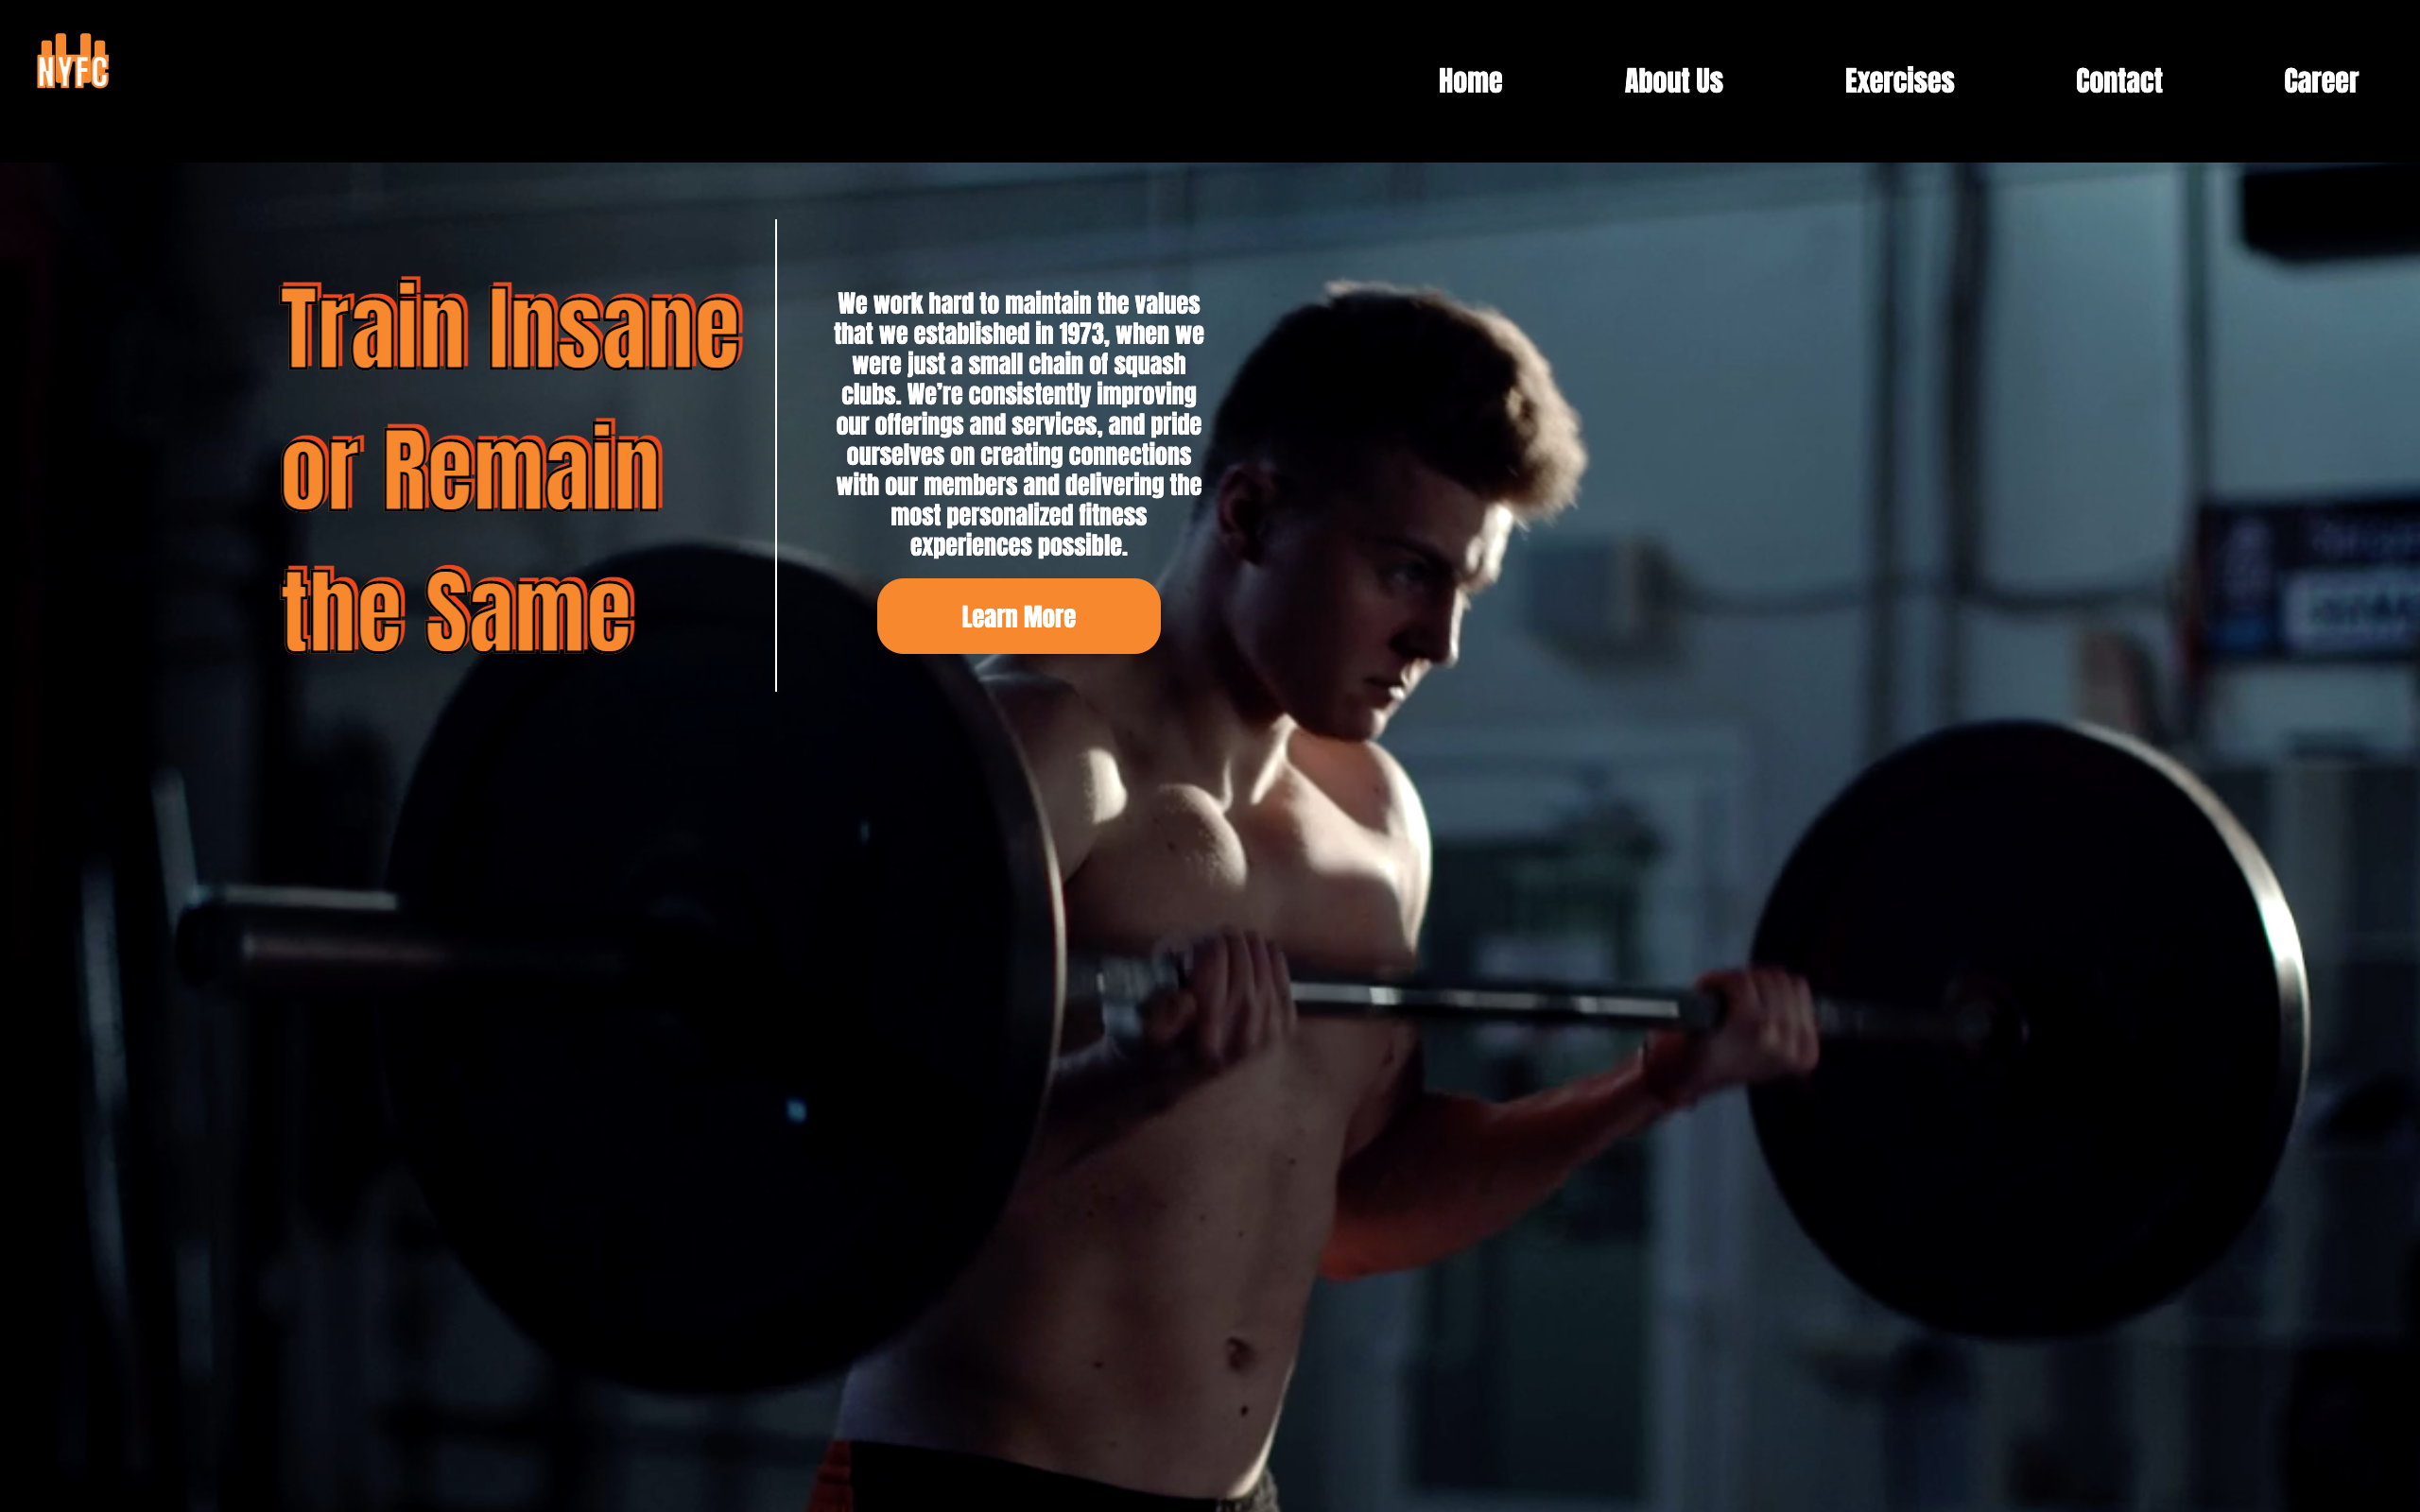 NYFC
Home
About Us
Exercises
Contact
Career
Train Insane
or Remain
the Same
We work hard to maintain the values
that we established in 1973, when we
were just a small chain of squash
clubs. We’re consistently improving
our offerings and services, and pride
ourselves on creating connections
with our members and delivering the
most personalized fitness
experiences possible.
Learn More